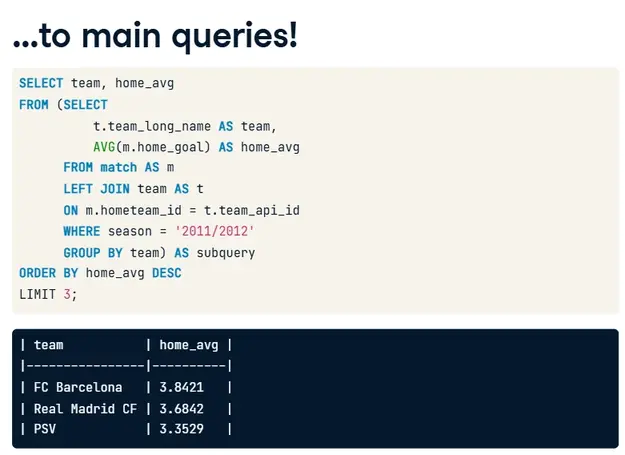 ...to main queries!
SELECT team, home_avg
FROM (SELECT
          t.team_long_name AS team,
          AVG(m.home_goal) AS home_avg
      FROM match AS m
      LEFT JOIN team AS t
      ON m.hometeam_id = t.team_api_id
      WHERE season = '2011/2012'
      GROUP BY team) AS subquery
ORDER BY home_avg DESC
LIMIT 3;
| team           | home_avg |
|----------------|----------|
| FC Barcelona   | 3.8421   |
| Real Madrid CF | 3.6842   |
| PSV            | 3.3529   |